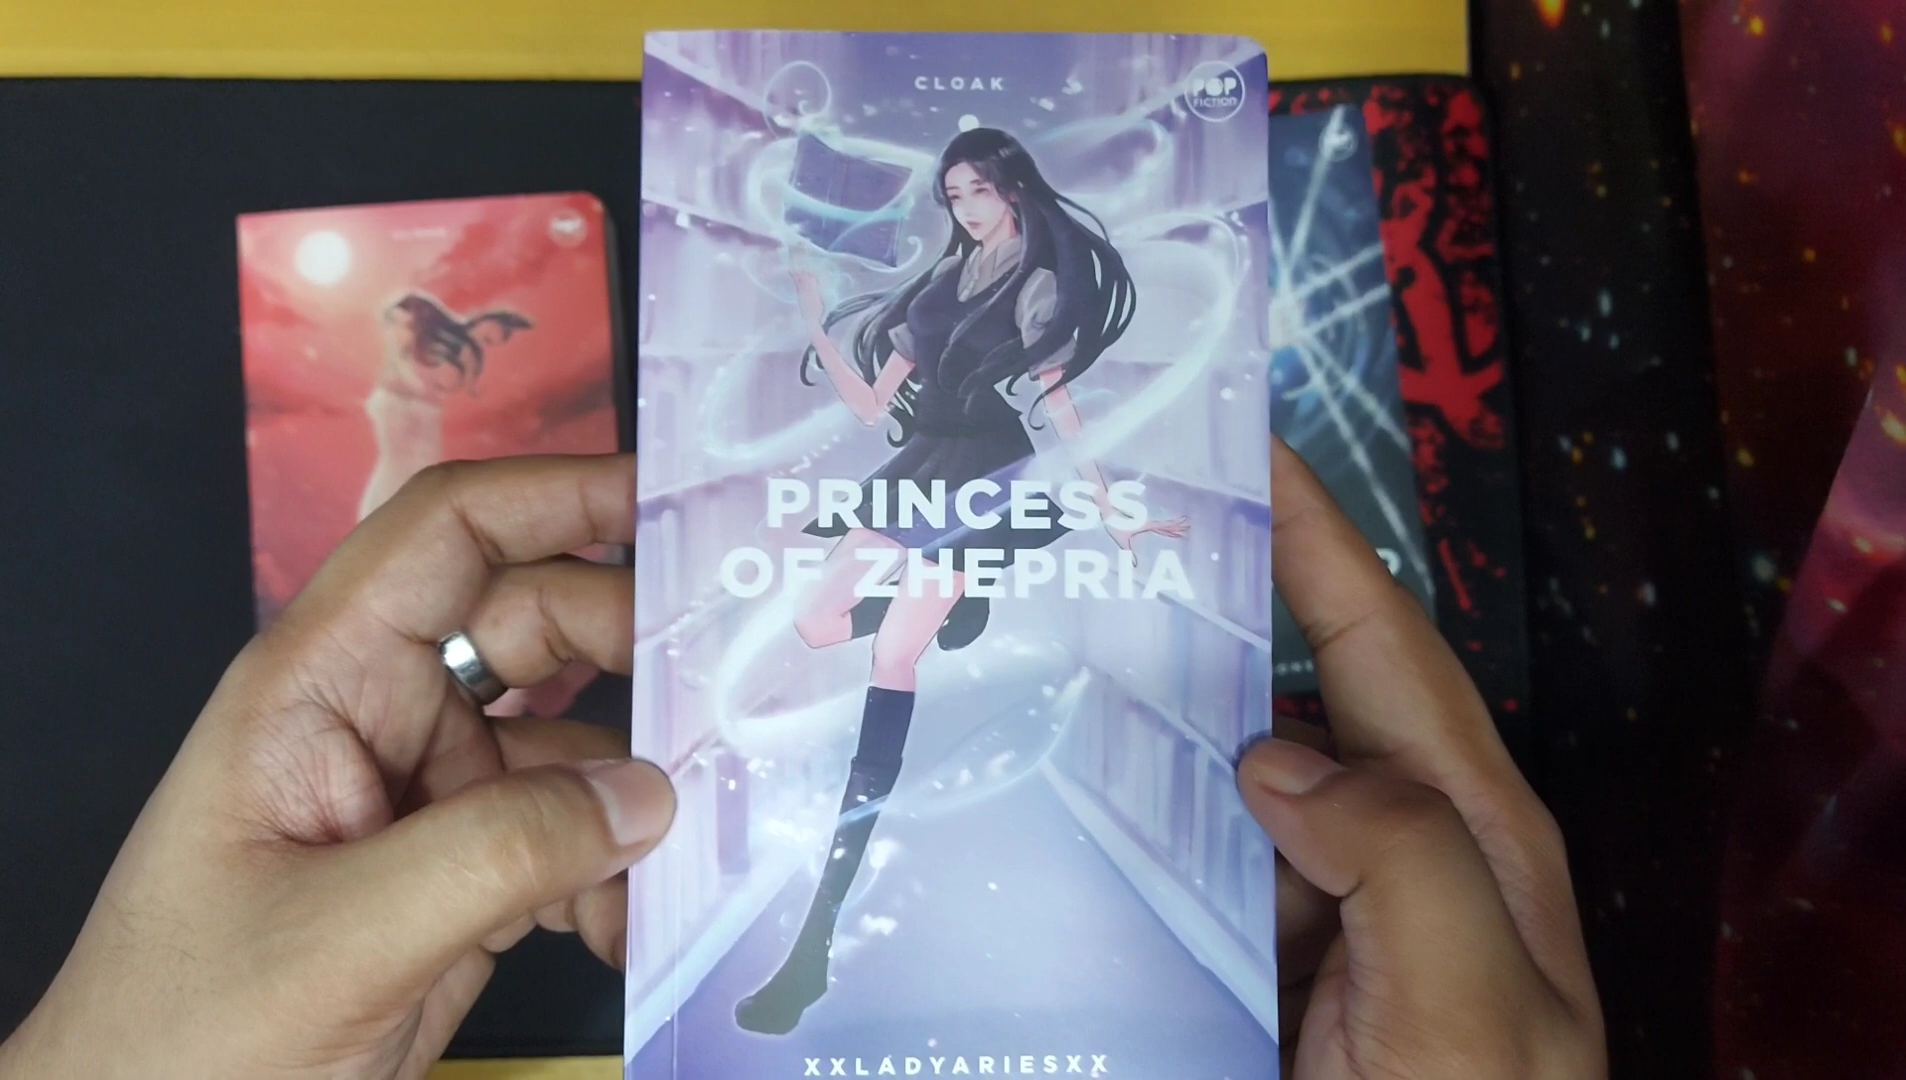 CLOAK
POP
FICTION
PRINCESS
OF ZHEPRIA
XXLADYARIESXX